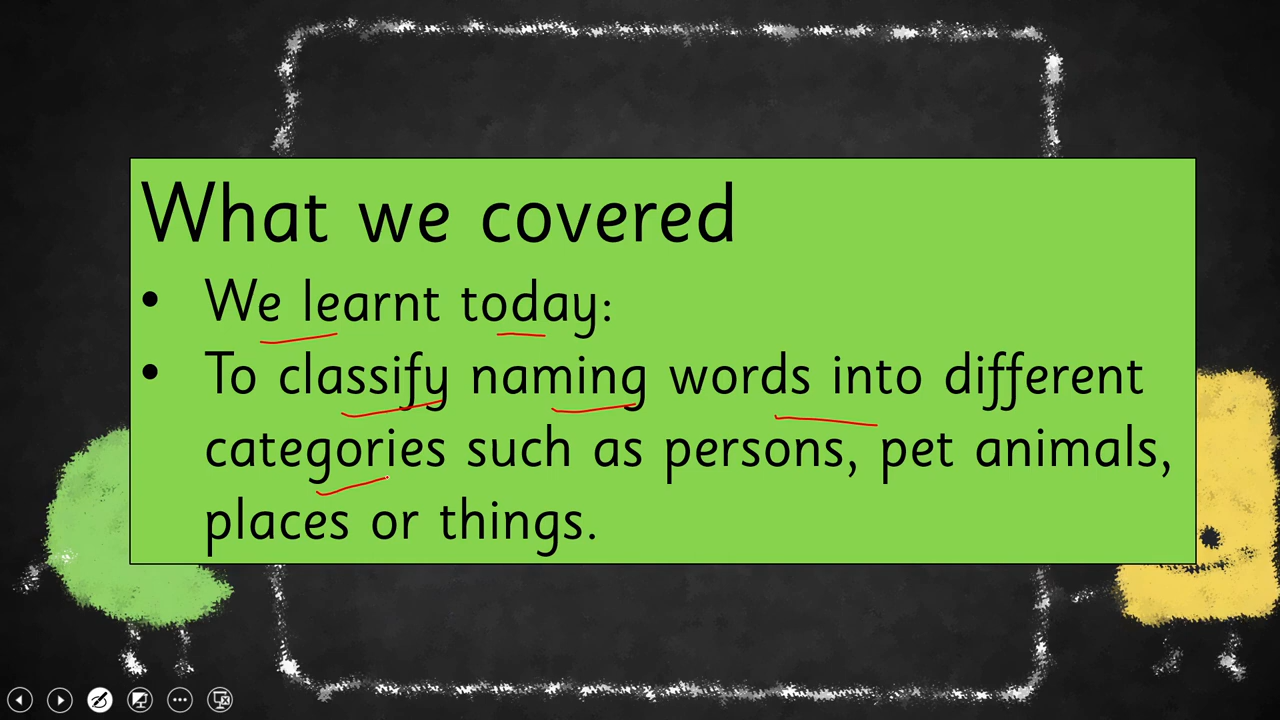 What we covered
• We learnt today:
• To classify naming words into different
categories such as persons, pet animals,
places or things.